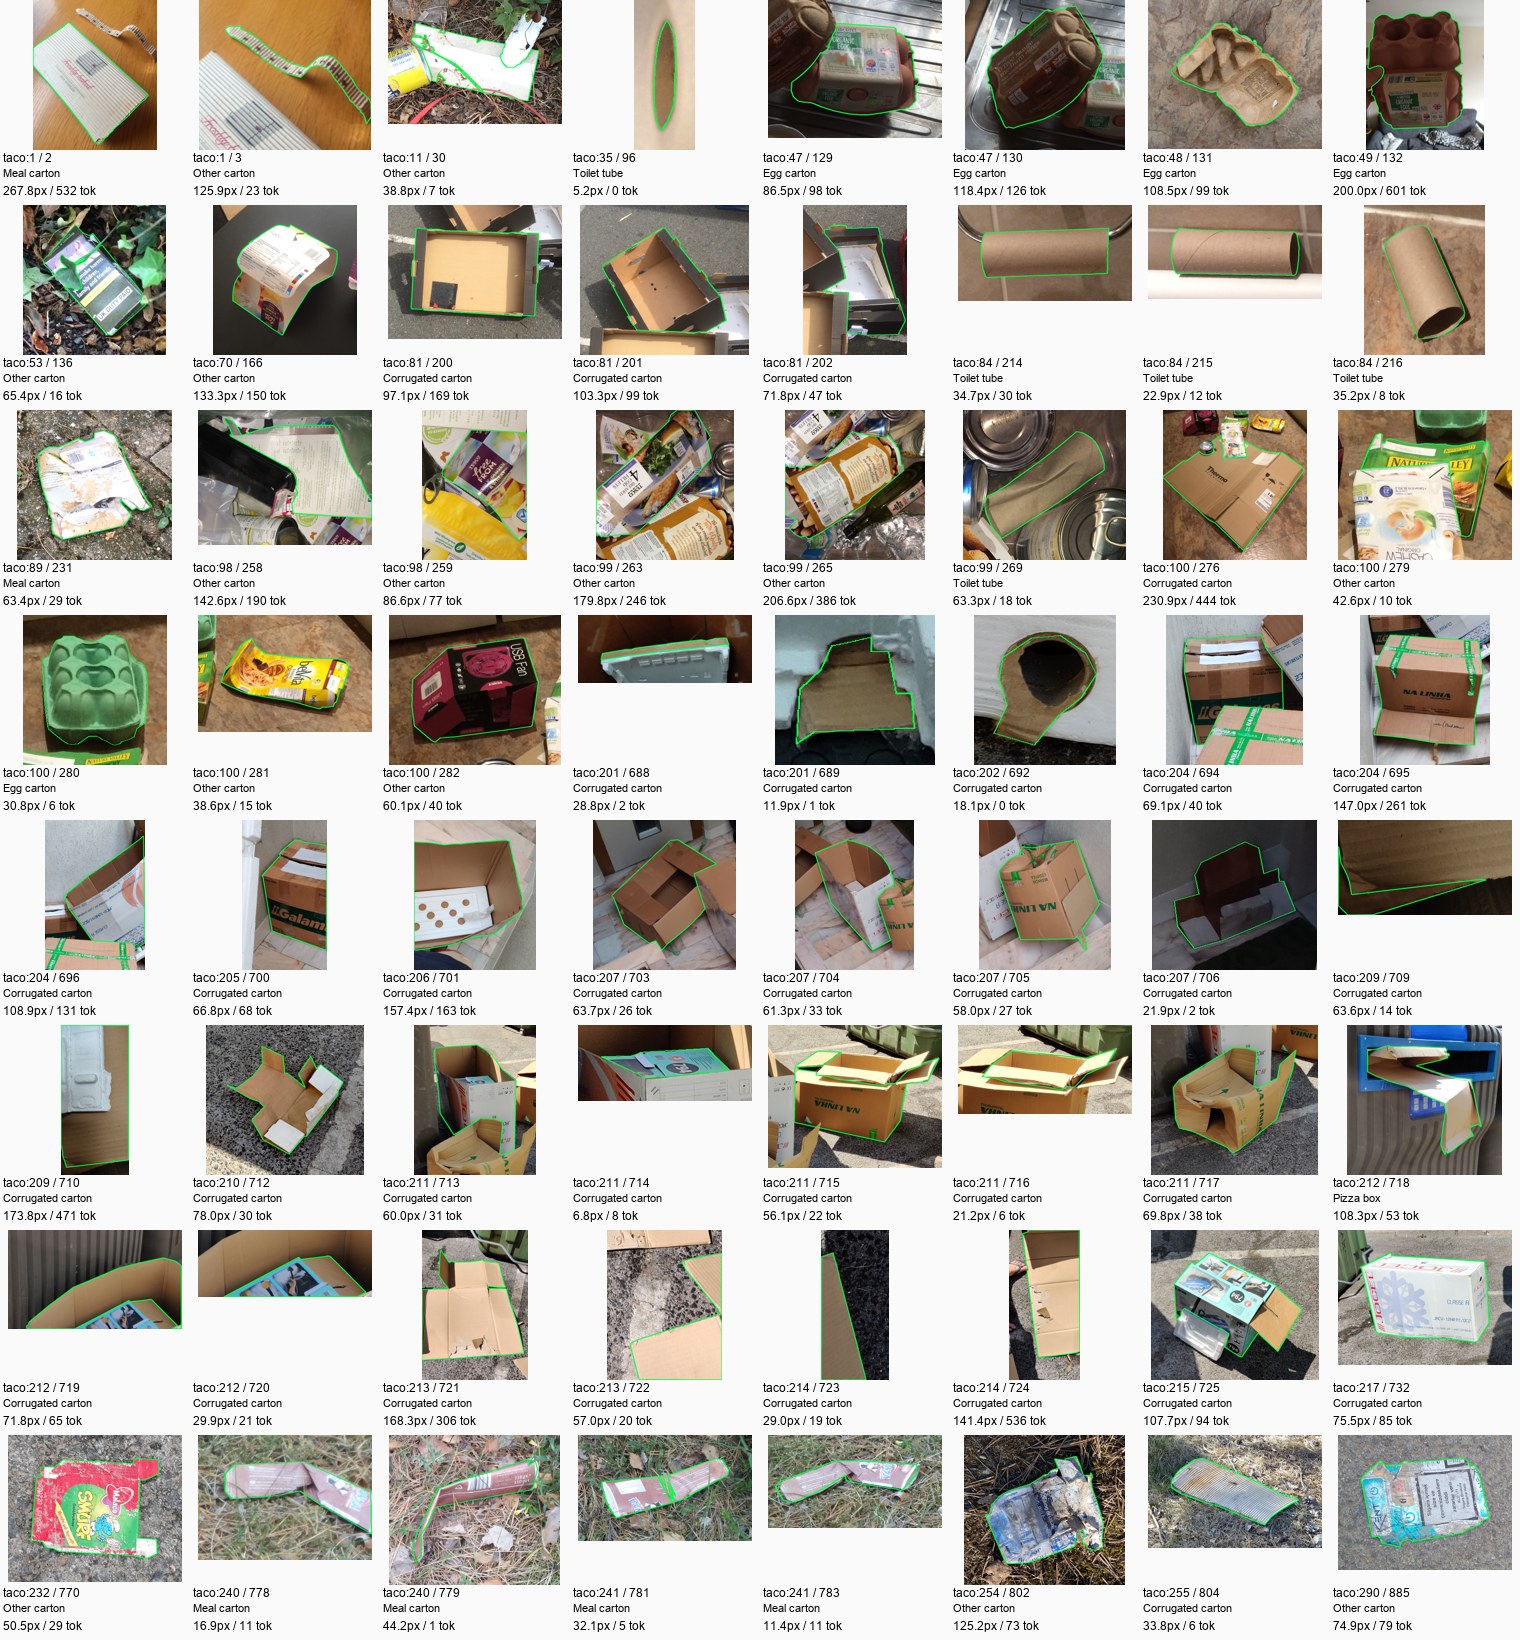 taco:1 / 2
Meal carton
267.8px / 532 tok
taco:1 / 3
Other carton
125.9px / 23 tok
taco:11 / 30
Other carton
38.8px / 7 tok
taco:35 / 96
Toilet tube
5.2px / 0 tok
taco:47 / 129
Egg carton
86.5px / 98 tok
taco:47 / 130
Egg carton
118.4px / 126 tok
taco:48 / 131
Egg carton
108.5px / 99 tok
taco:49 / 132
Egg carton
200.0px / 601 tok
taco:53 / 136
Other carton
65.4px / 16 tok
taco:70 / 166
Other carton
133.3px / 150 tok
taco:81 / 200
Corrugated carton
97.1px / 169 tok
taco:81 / 201
Corrugated carton
103.3px / 99 tok
taco:81 / 202
Corrugated carton
71.8px / 47 tok
taco:84 / 214
Toilet tube
34.7px / 30 tok
taco:84 / 215
Toilet tube
22.9px / 12 tok
taco:84 / 216
Toilet tube
35.2px / 8 tok
taco:89 / 231
Meal carton
63.4px / 29 tok
taco:98 / 258
Other carton
142.6px / 190 tok
taco:98 / 259
Other carton
86.6px / 77 tok
taco:99 / 263
Other carton
179.8px / 246 tok
taco:99 / 265
Other carton
206.6px / 386 tok
taco:99 / 269
Toilet tube
63.3px / 18 tok
Thermo
taco:100 / 276
Corrugated carton
230.9px / 444 tok
taco:100 / 279
Other carton
42.6px / 10 tok
taco:100 / 280
Egg carton
30.8px / 6 tok
belVita
taco:100 / 281
Other carton
38.6px / 15 tok
USB Fan
taco:100 / 282
Other carton
60.1px / 40 tok
taco:201 / 688
Corrugated carton
28.8px / 2 tok
taco:201 / 689
Corrugated carton
11.9px / 1 tok
taco:202 / 692
Corrugated carton
18.1px / 0 tok
taco:204 / 694
Corrugated carton
69.1px / 40 tok
NA LINHA
taco:204 / 695
Corrugated carton
147.0px / 261 tok
taco:204 / 696
Corrugated carton
108.9px / 131 tok
taco:205 / 700
Corrugated carton
66.8px / 68 tok
taco:206 / 701
Corrugated carton
157.4px / 163 tok
taco:207 / 703
Corrugated carton
63.7px / 26 tok
taco:207 / 704
Corrugated carton
61.3px / 33 tok
NA LINHA
taco:207 / 705
Corrugated carton
58.0px / 27 tok
taco:207 / 706
Corrugated carton
21.9px / 2 tok
taco:209 / 709
Corrugated carton
63.6px / 14 tok
taco:209 / 710
Corrugated carton
173.8px / 471 tok
taco:210 / 712
Corrugated carton
78.0px / 30 tok
taco:211 / 713
Corrugated carton
60.0px / 31 tok
taco:211 / 714
Corrugated carton
6.8px / 8 tok
NA LINHA
taco:211 / 715
Corrugated carton
56.1px / 22 tok
taco:211 / 716
Corrugated carton
21.2px / 6 tok
taco:211 / 717
Corrugated carton
69.8px / 38 tok
taco:212 / 718
Pizza box
108.3px / 53 tok
taco:212 / 719
Corrugated carton
71.8px / 65 tok
taco:212 / 720
Corrugated carton
29.9px / 21 tok
taco:213 / 721
Corrugated carton
168.3px / 306 tok
taco:213 / 722
Corrugated carton
57.0px / 20 tok
taco:214 / 723
Corrugated carton
29.0px / 19 tok
taco:214 / 724
Corrugated carton
141.4px / 536 tok
taco:215 / 725
Corrugated carton
107.7px / 94 tok
taco:217 / 732
Corrugated carton
75.5px / 85 tok
SMURF
taco:232 / 770
Other carton
50.5px / 29 tok
taco:240 / 778
Meal carton
16.9px / 11 tok
taco:240 / 779
Meal carton
44.2px / 1 tok
taco:241 / 781
Meal carton
32.1px / 5 tok
taco:241 / 783
Meal carton
11.4px / 11 tok
taco:254 / 802
Other carton
125.2px / 73 tok
taco:255 / 804
Corrugated carton
33.8px / 6 tok
taco:290 / 885
Other carton
74.9px / 79 tok